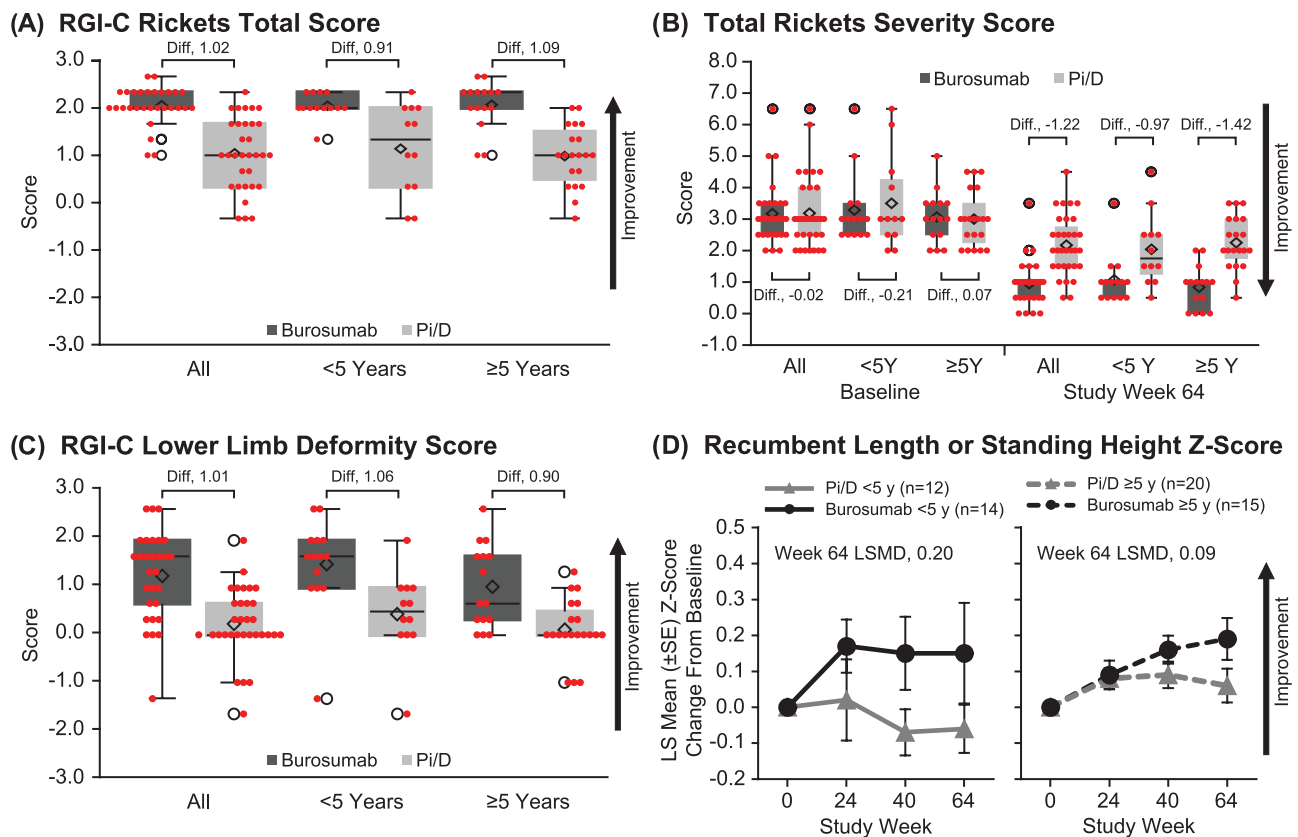 (A) RGI-C Rickets Total Score
3.0
2.0
1.0
0.0
-1.0
-2.0
-3.0
Score
Diff, 1.02
Diff, 0.91
Diff, 1.09
Improvement
Burosumab
Pi/D
All
<5 Years
≥5 Years
(B) Total Rickets Severity Score
Burosumab
Pi/D
8.0
7.0
6.0
5.0
4.0
3.0
2.0
1.0
0.0
-1.0
Score
Diff., -1.22
Diff., -0.97
Diff., -1.42
Diff., -0.02
Diff., -0.21
Diff., 0.07
Improvement
All
<5Y
≥5Y
All
<5 Y
≥5 Y
Baseline
Study Week 64
(C) RGI-C Lower Limb Deformity Score
3.0
2.0
1.0
0.0
-1.0
-2.0
-3.0
Score
Diff, 1.01
Diff, 1.06
Diff, 0.90
Improvement
Burosumab
Pi/D
All
<5 Years
≥5 Years
(D) Recumbent Length or Standing Height Z-Score
Pi/D <5 y (n=12)
Burosumab <5 y (n=14)
Pi/D ≥5 y (n=20)
Burosumab ≥5 y (n=15)
LS Mean (±SE) Z-Score
Change From Baseline
0.5
0.4
0.3
0.2
0.1
0.0
-0.1
-0.2
Week 64 LSMD, 0.20
Week 64 LSMD, 0.09
Improvement
0
24
40
64
0
24
40
64
Study Week
Study Week